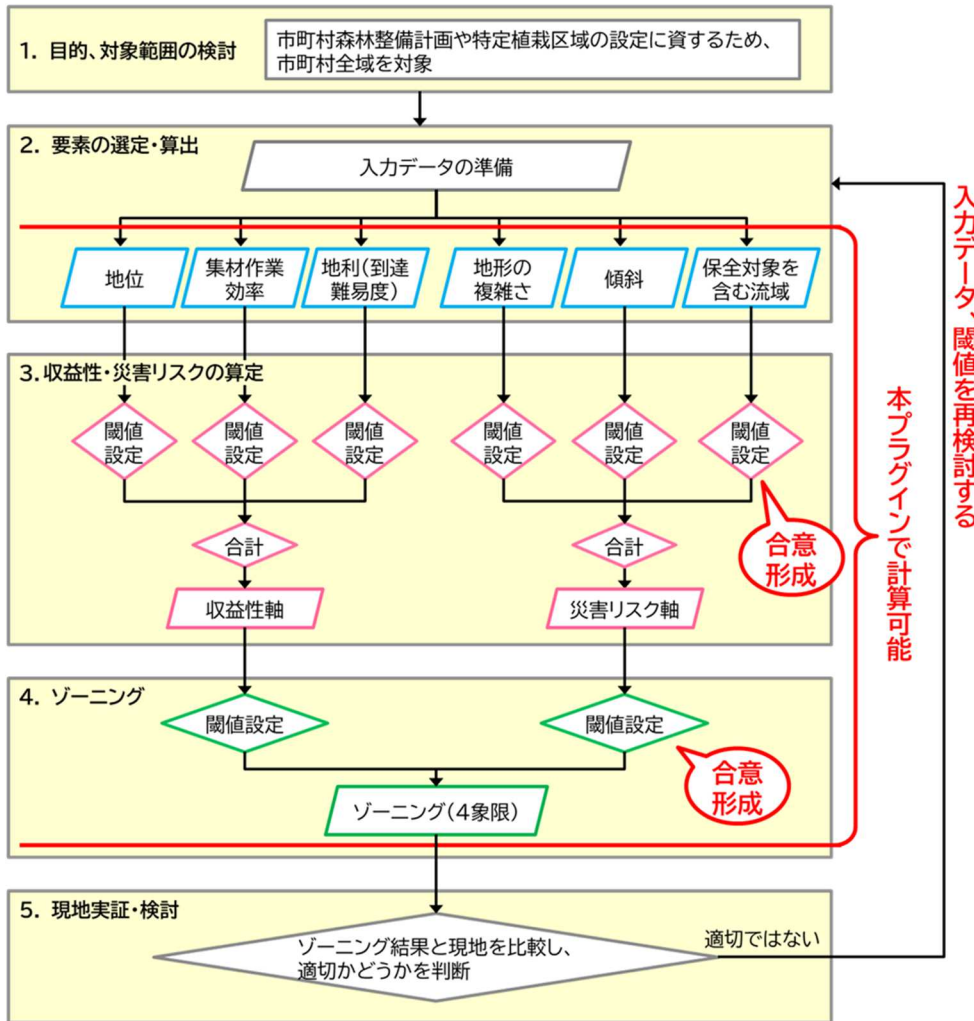 1. 目的、対象範囲の検討
市町村森林整備計画や特定植栽区域の設定に資するため、
市町村全域を対象
2. 要素の選定・算出
入力データの準備
地位
集材作業
効率
地利(到達
難易度)
地形の
複雑さ
傾斜
保全対象を
含む流域
3. 収益性・災害リスクの算定
閾値
設定
閾値
設定
閾値
設定
閾値
設定
閾値
設定
閾値
設定
合意
形成
合計
合計
収益性軸
災害リスク軸
4. ゾーニング
閾値設定
閾値設定
合意
形成
ゾーニング(4象限)
5. 現地実証・検討
ゾーニング結果と現地を比較し、
適切かどうかを判断
適切ではない
本プラグインで計算可能
入力データ、閾値を再検討する